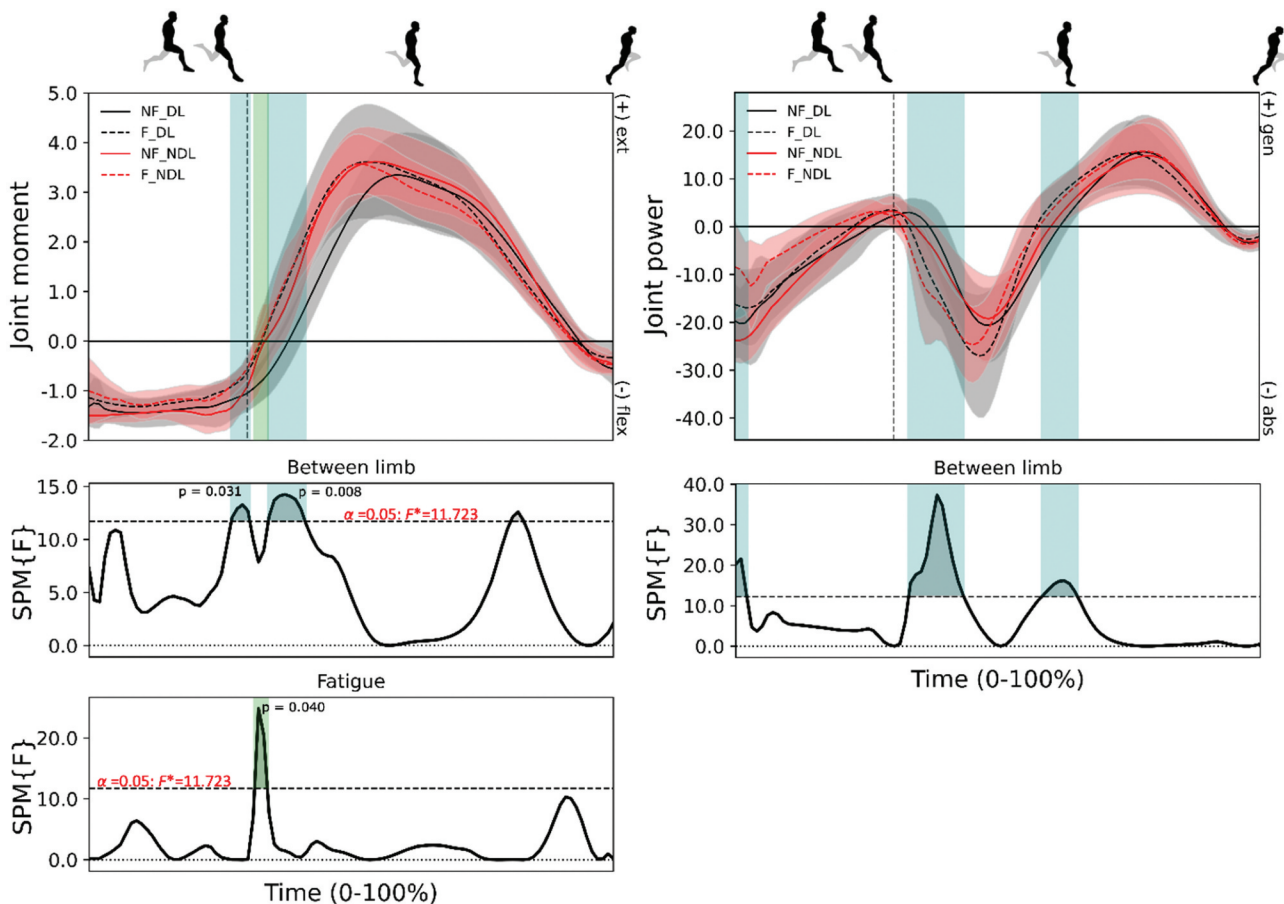 NF_DL
F_DL
NF_NDL
F_NDL
5.0
4.0
3.0
2.0
1.0
0.0
-1.0
-2.0
Joint moment
(+) ext
(-) flex
NF_DL
F_DL
NF_NDL
F_NDL
20.0
10.0
0.0
-10.0
-20.0
-30.0
-40.0
Joint power
(+) gen
(-) abs
Between limb
p = 0.031
p = 0.008
α =0.05: F*=11.723
15.0
10.0
5.0
0.0
SPM{F}
Between limb
40.0
30.0
20.0
10.0
0.0
SPM{F}
Time (0-100%)
Fatigue
p = 0.040
α =0.05: F*=11.723
20.0
10.0
0.0
SPM{F}
Time (0-100%)